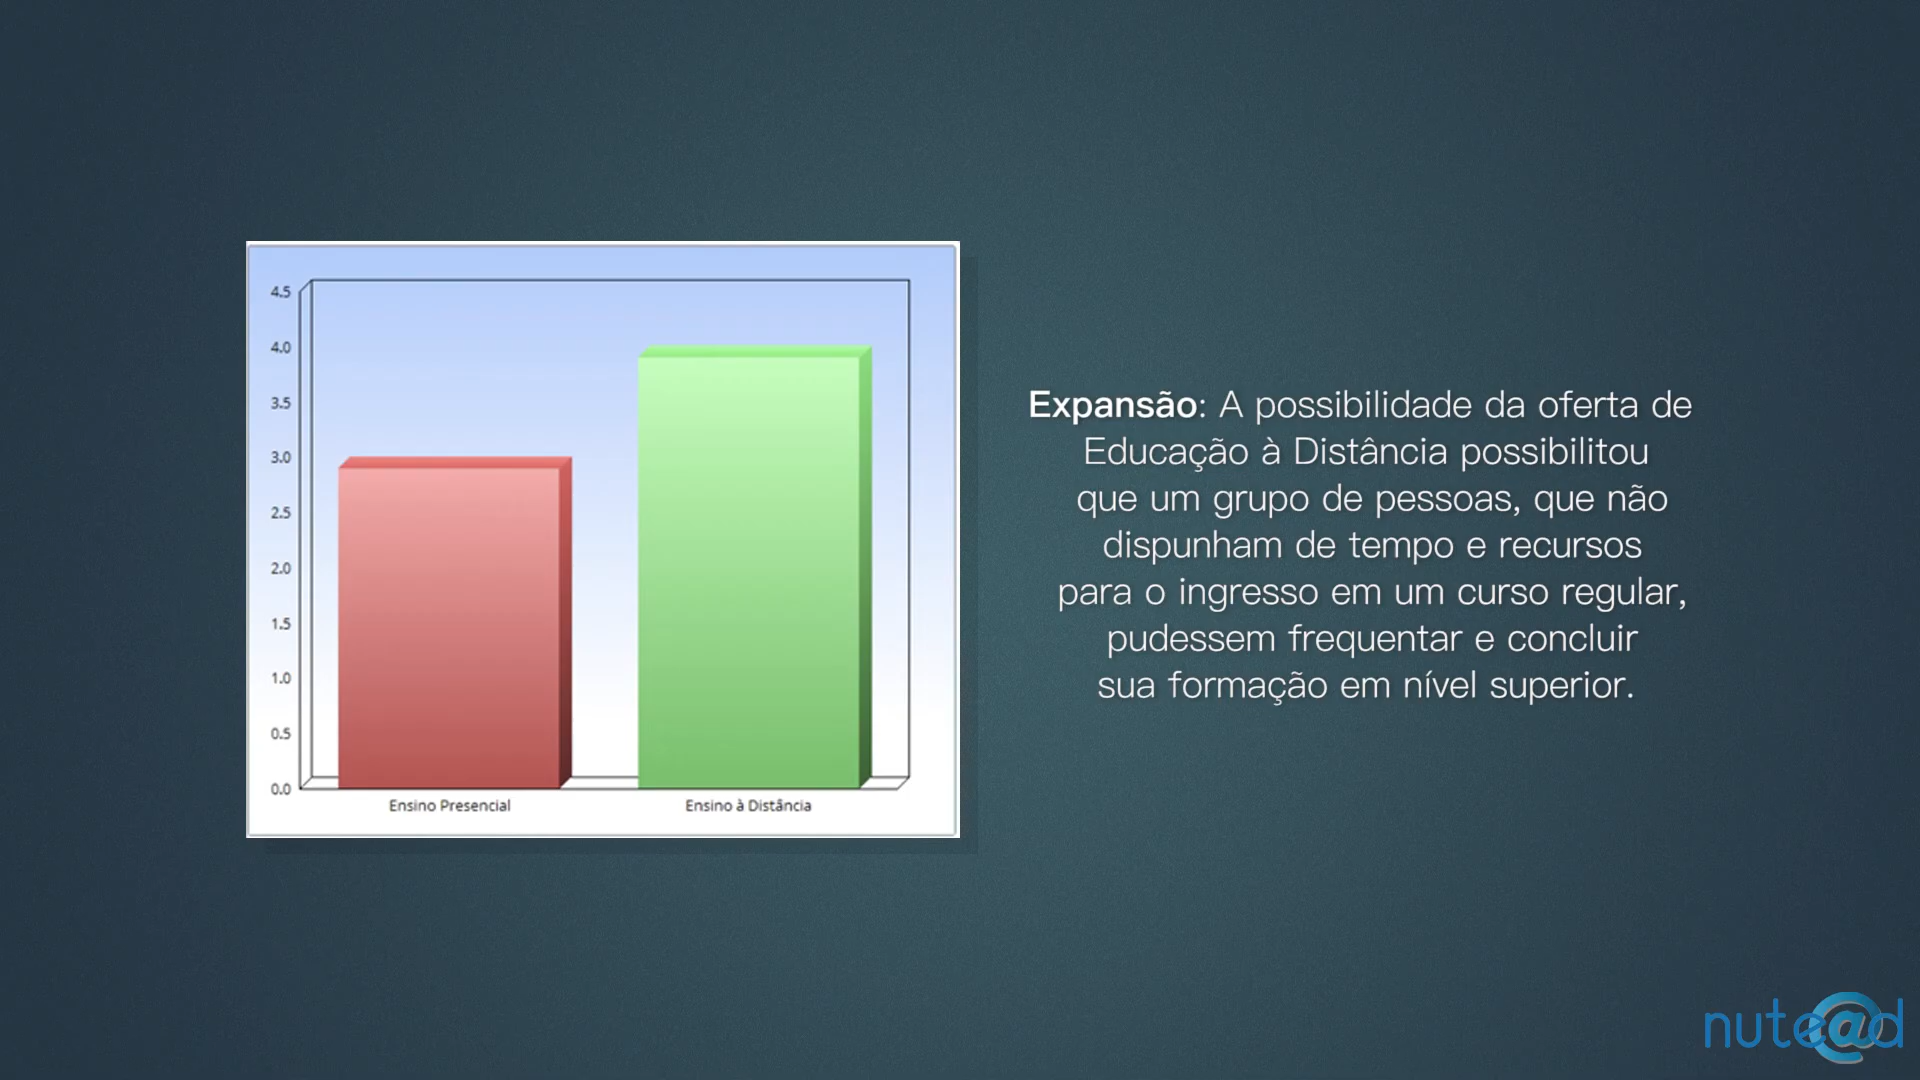 4.5
4.0
3.5
3.0
2.5
2.0
1.5
1.0
0.5
0.0
Ensino Presencial
Ensino à Distância
Expansão: A possibilidade da oferta de
Educação à Distância possibilitou
que um grupo de pessoas, que não
dispunham de tempo e recursos
para o ingresso em um curso regular,
pudessem frequentar e concluir
sua formação em nível superior.
nute@d